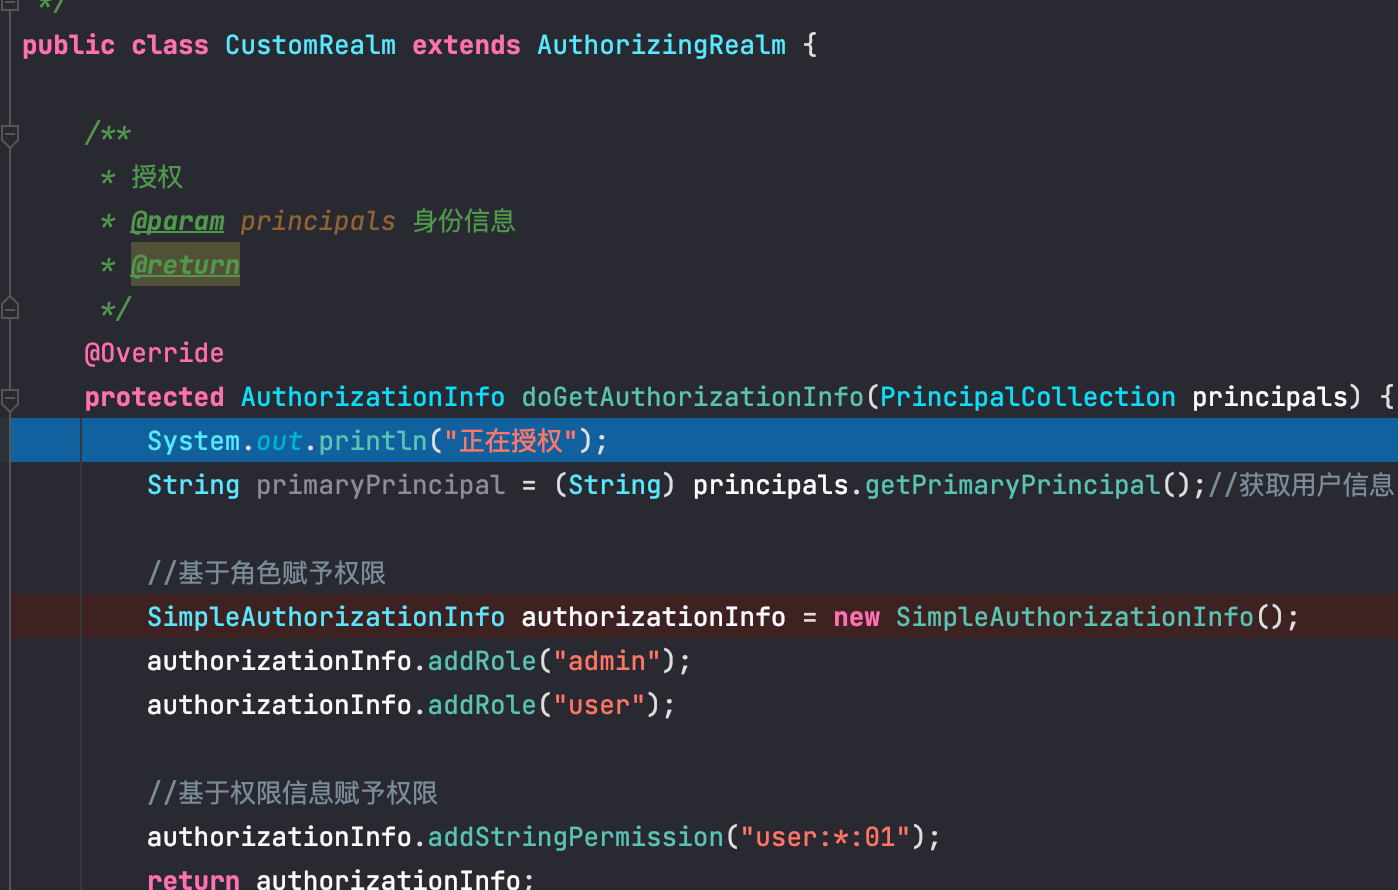 */
public class CustomRealm extends AuthorizingRealm {
/**
* 授权
* @param principals 身份信息
* @return
*/
@Override
protected AuthorizationInfo doGetAuthorizationInfo(PrincipalCollection principals) {
System.out.println("正在授权");
String primaryPrincipal = (String) principals.getPrimaryPrincipal();//获取用户信息
//基于角色赋予权限
SimpleAuthorizationInfo authorizationInfo = new SimpleAuthorizationInfo();
authorizationInfo.addRole("admin");
authorizationInfo.addRole("user");
//基于权限信息赋予权限
authorizationInfo.addStringPermission("user:*:01");
return authorizationInfo;